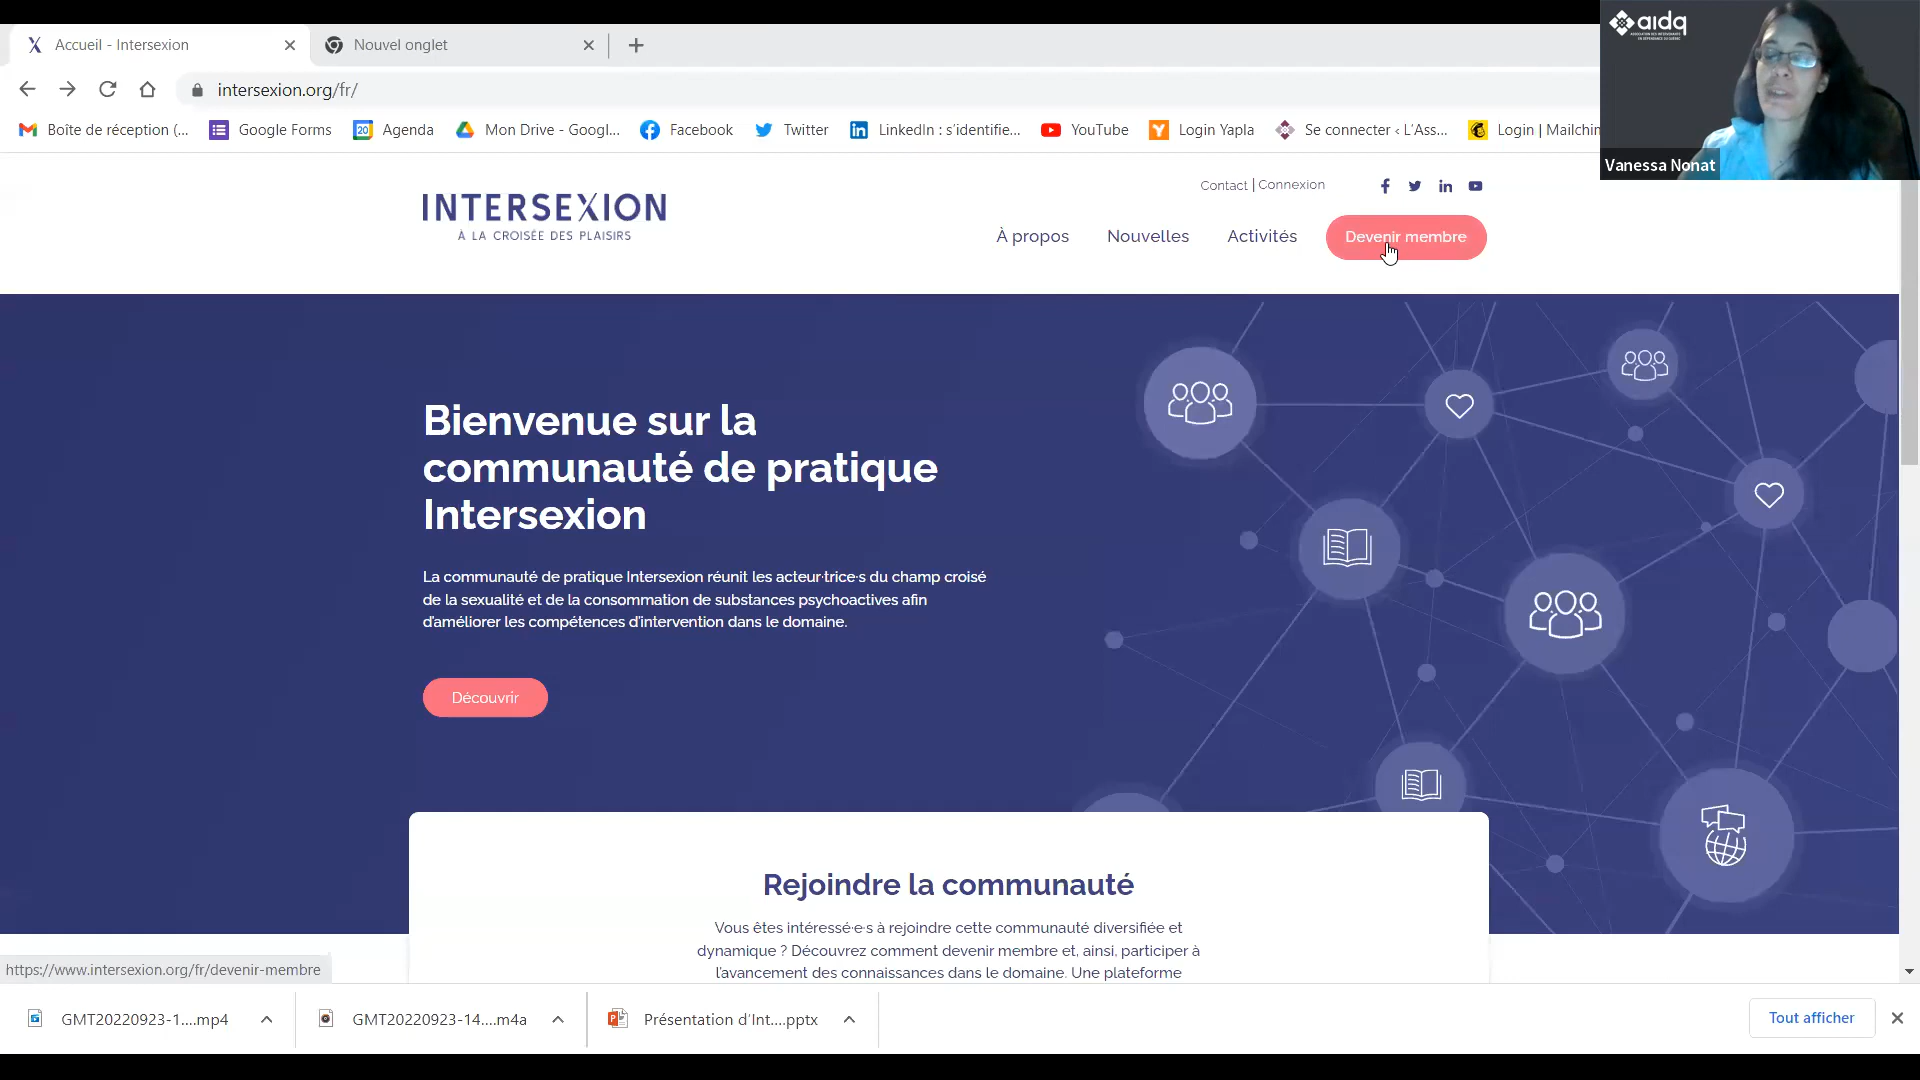 Accueil - Intersexion
Nouvel onglet
intersexion.org/fr/
Boîte de réception (...
Google Forms
Agenda
Mon Drive - Googl...
Facebook
Twitter
LinkedIn : s'identifie...
YouTube
Login Yapla
Se connecter ‹ L'Ass...
Login | Mailchim
aidq
Vanessa Nonat
INTERSEXION
À LA CROISÉE DES PLAISIRS
Contact | Connexion
À propos
Nouvelles
Activités
Devenir membre
Bienvenue sur la
communauté de pratique
Intersexion
La communauté de pratique Intersexion réunit les acteur·trice·s du champ croisé
de la sexualité et de la consommation de substances psychoactives afin
d'améliorer les compétences d'intervention dans le domaine.
Découvrir
Rejoindre la communauté
Vous êtes intéressé·e·s à rejoindre cette communauté diversifiée et
dynamique ? Découvrez comment devenir membre et, ainsi, participer à
l'avancement des connaissances dans le domaine. Une plateforme
https://www.intersexion.org/fr/devenir-membre
GMT20220923-1....mp4
GMT20220923-14....m4a
Présentation d'Int....pptx
Tout afficher